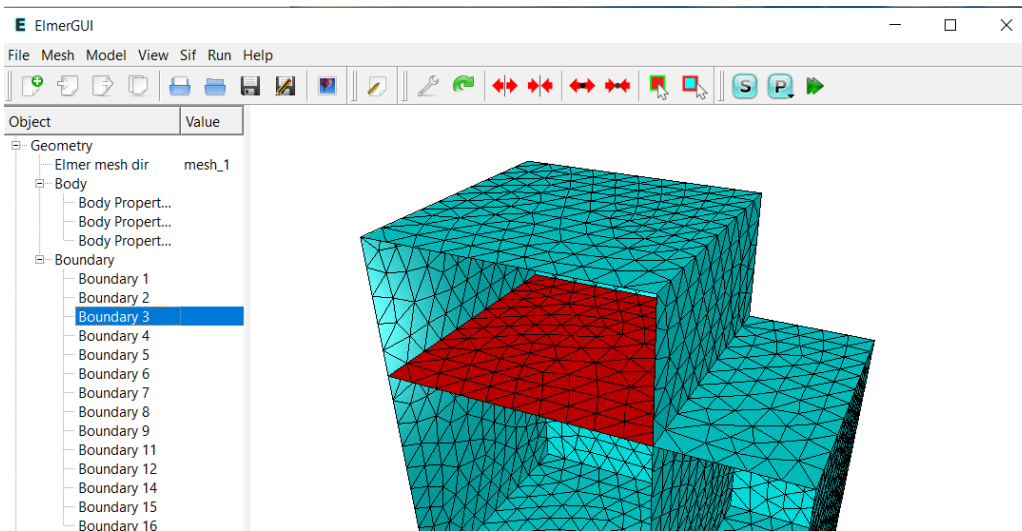 E ElmerGUI
File Mesh Model View Sif Run Help
S P
Object Value
Geometry
Elmer mesh dir mesh_1
Body
Body Propert...
Body Propert...
Body Propert...
Boundary
Boundary 1
Boundary 2
Boundary 3
Boundary 4
Boundary 5
Boundary 6
Boundary 7
Boundary 8
Boundary 9
Boundary 11
Boundary 12
Boundary 14
Boundary 15
Boundary 16